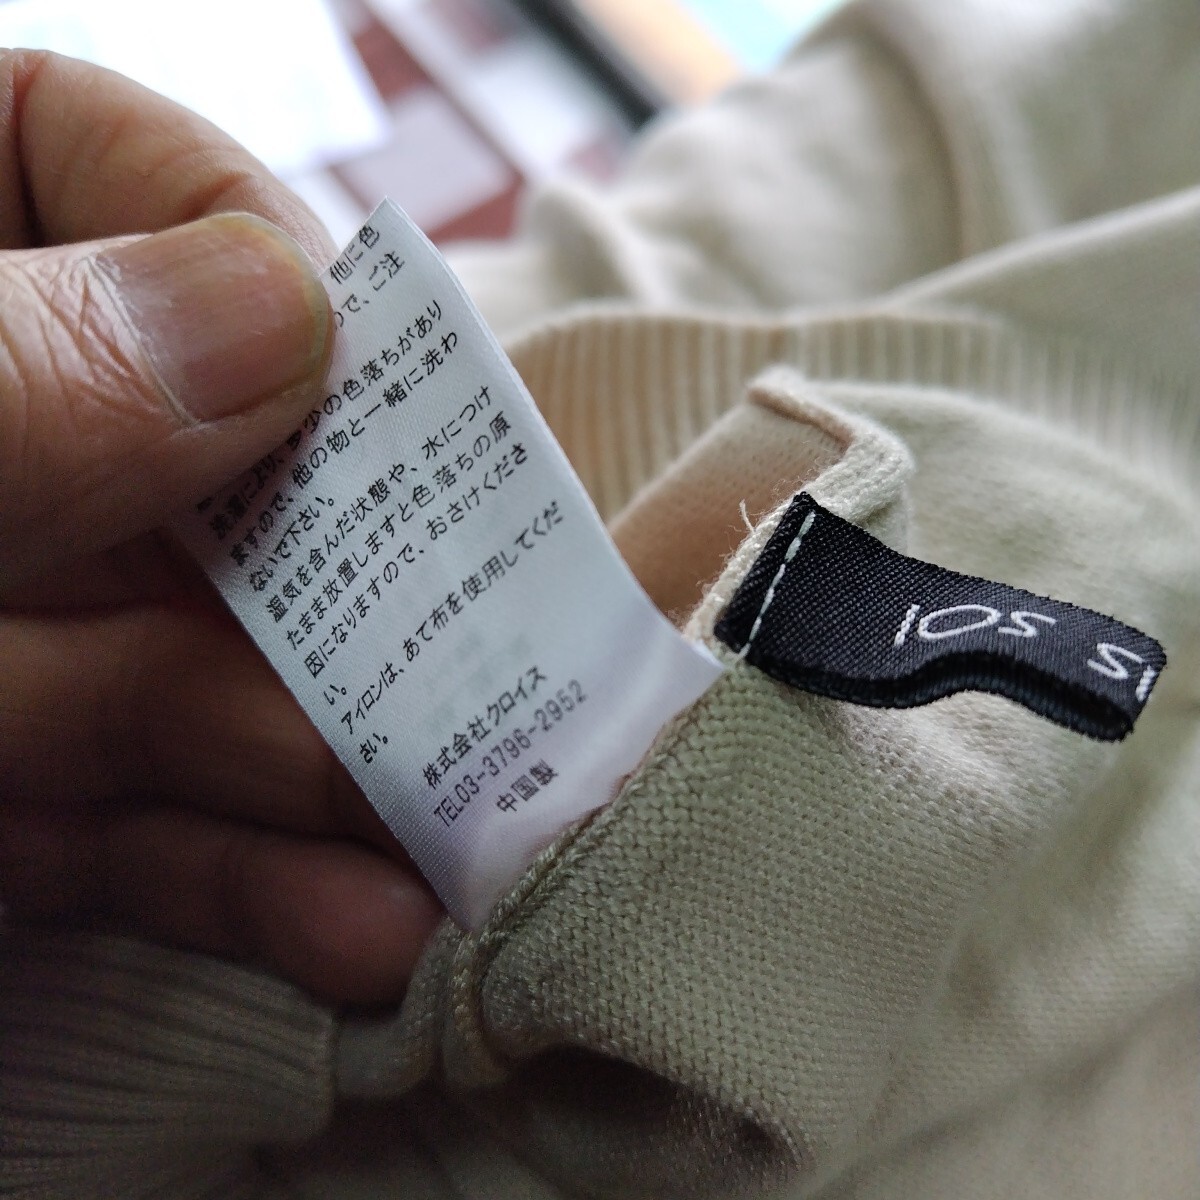 他に色
ので、ご注
洗濯により、多少の色落ちがあり
ますので、他の物と一緒に洗わ
ないで下さい。
湿気を含んだ状態や、水につけ
たまま放置しますと色落ちの原
因になりますので、おさけくださ
い。
アイロンは、あて布を使用してくだ
さい。
株式会社クロイス
TEL03-3796-2952
中国製